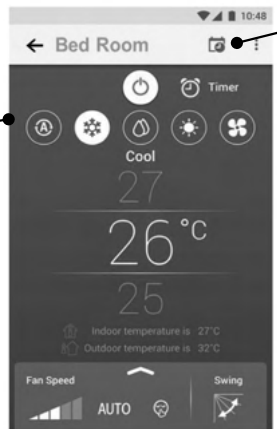 10:48
Bed Room
Timer
A
Cool
27
26°C
25
Indoor temperature is 27°C
Outdoor temperature is 32°C
Fan Speed
Swing
AUTO